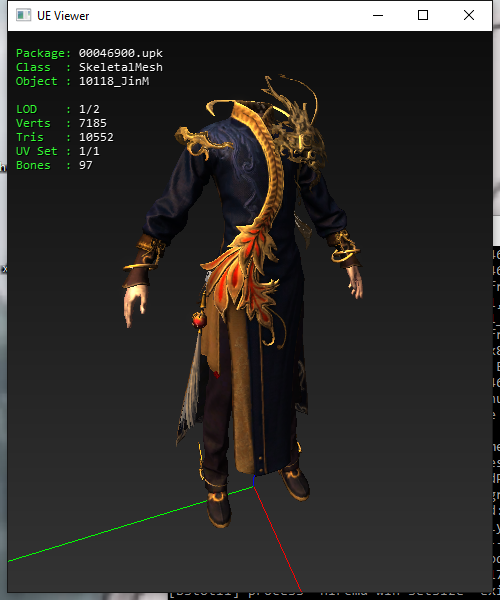 UE Viewer
Package: 00046900.upk
Class : SkeletalMesh
Object : 10118_JinM
LOD : 1/2
Verts : 7185
Tris : 10552
UV Set : 1/1
Bones : 97